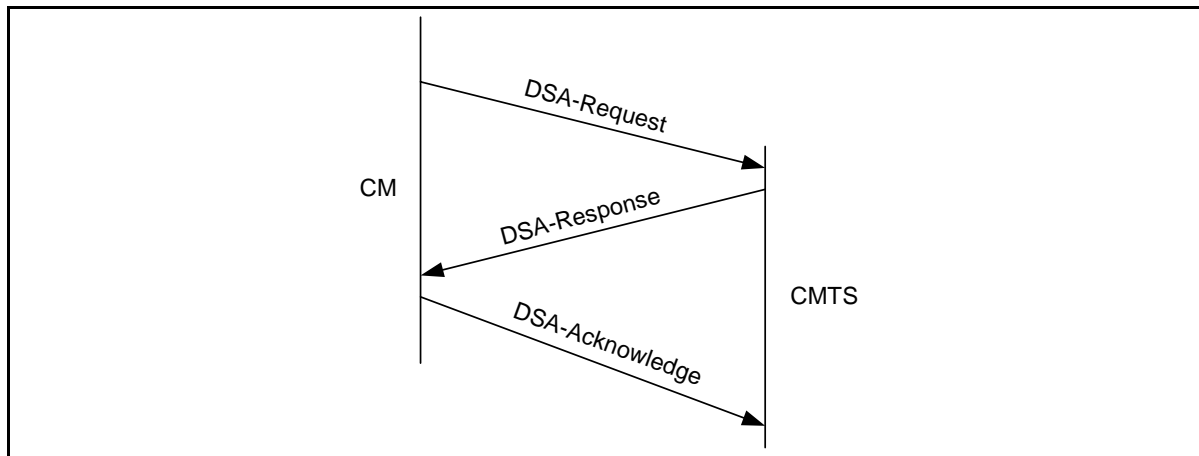 DSA-Request
CM
DSA-Response
CMTS
DSA-Acknowledge